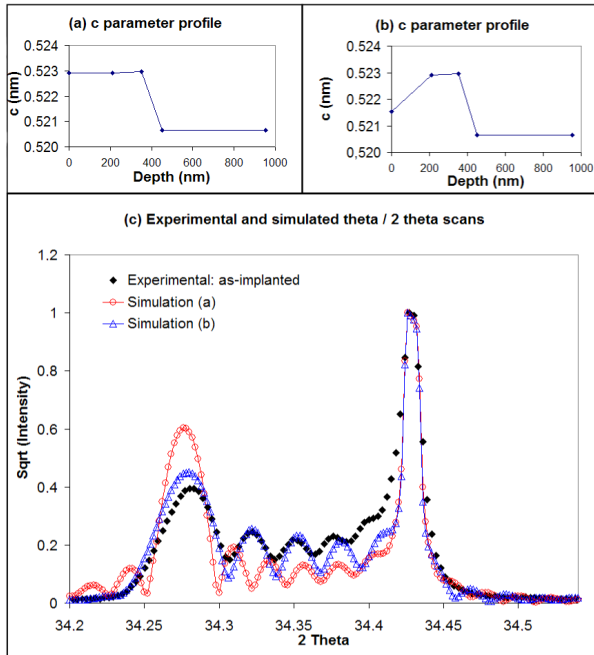 (a) c parameter profile
0.524
0.523
0.522
0.521
0.520
c (nm)
0 200 400 600 800 1000
Depth (nm)
(b) c parameter profile
0.524
0.523
0.522
0.521
0,520
c (nm)
0 200 400 600 800 1000
Depth (nm)
(c) Experimental and simulated theta / 2 theta scans
1.2
1
0.8
0.6
0.4
0.2
0
Sqrt (Intensity)
Experimental: as-implanted
Simulation (a)
Simulation (b)
34.2 34.25 34.3 34.35 34.4 34.45 34.5
2 Theta